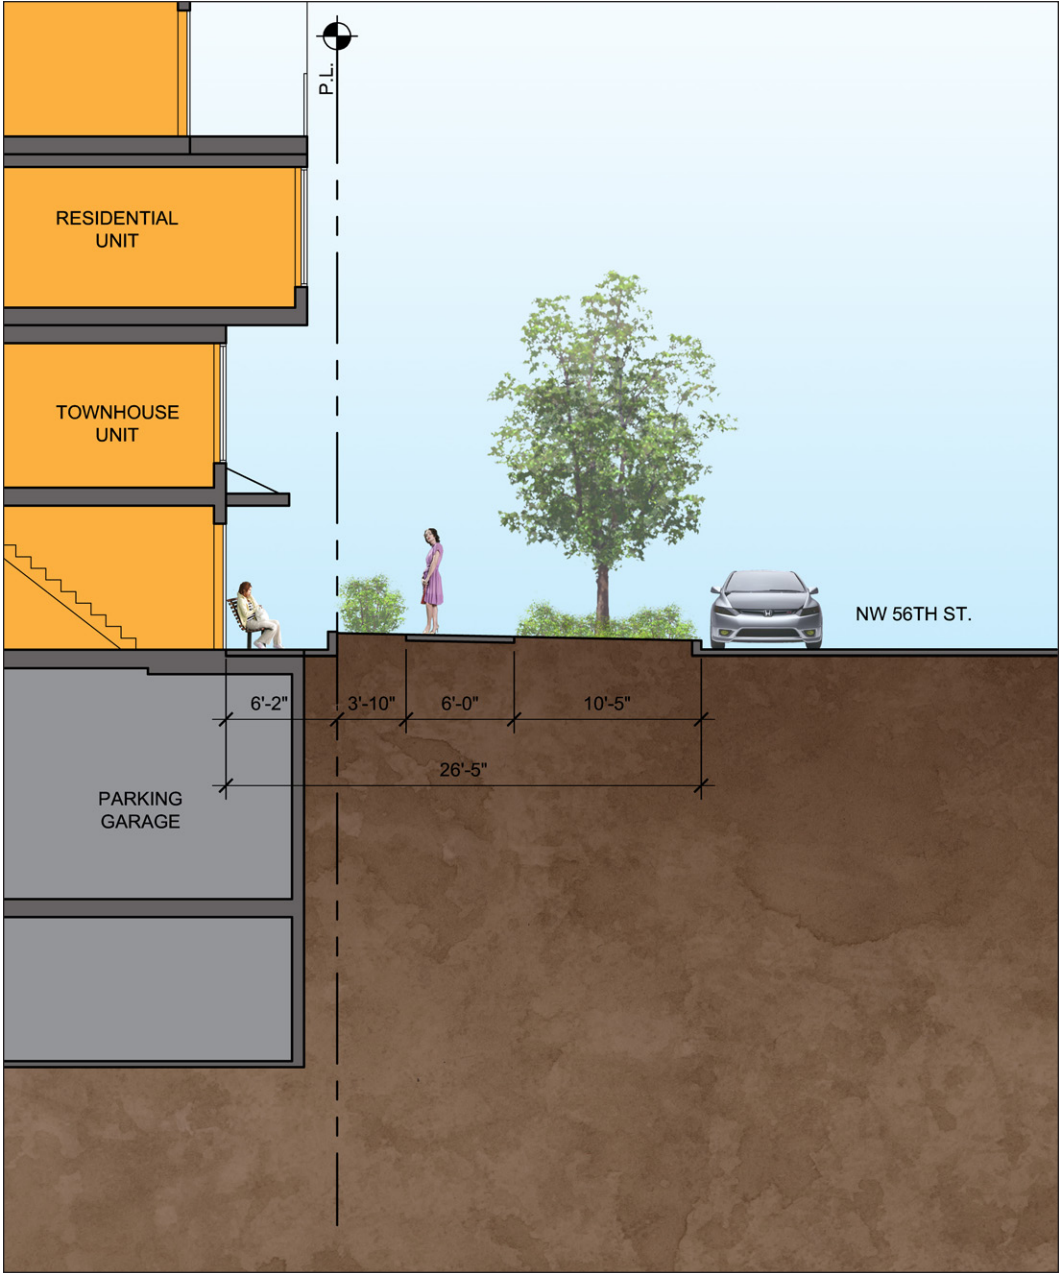 P.L.
RESIDENTIAL
UNIT
TOWNHOUSE
UNIT
NW 56TH ST.
6'-2"
3'-10"
6'-0"
10'-5"
26'-5"
PARKING
GARAGE